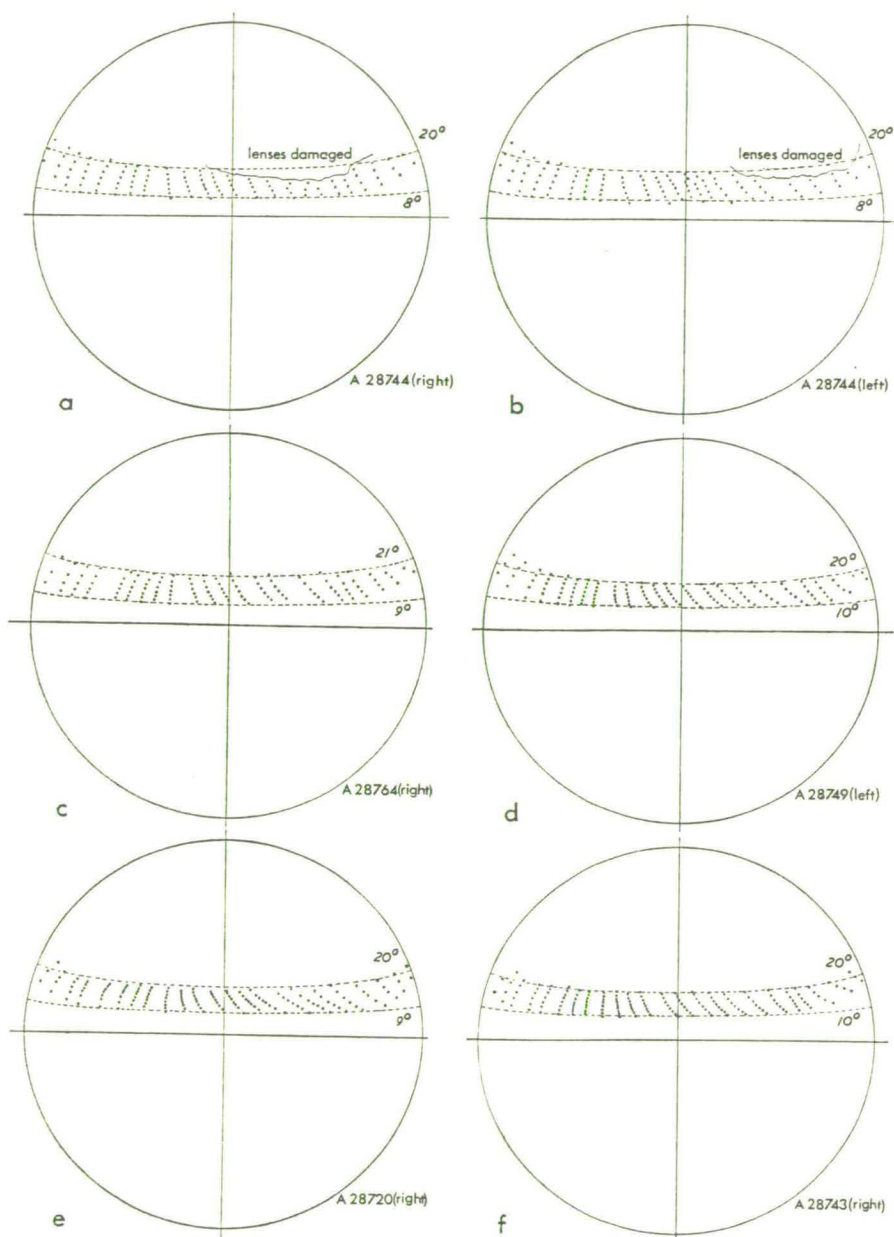 20°
lenses damaged
8°
A 28744(right)
a
20°
lenses damaged
8°
A 28744(left)
b
21°
9°
A 28764(right)
c
20°
10°
A 28749(left)
d
20°
9°
A 28720(right)
e
20°
10°
A 28743(right)
f